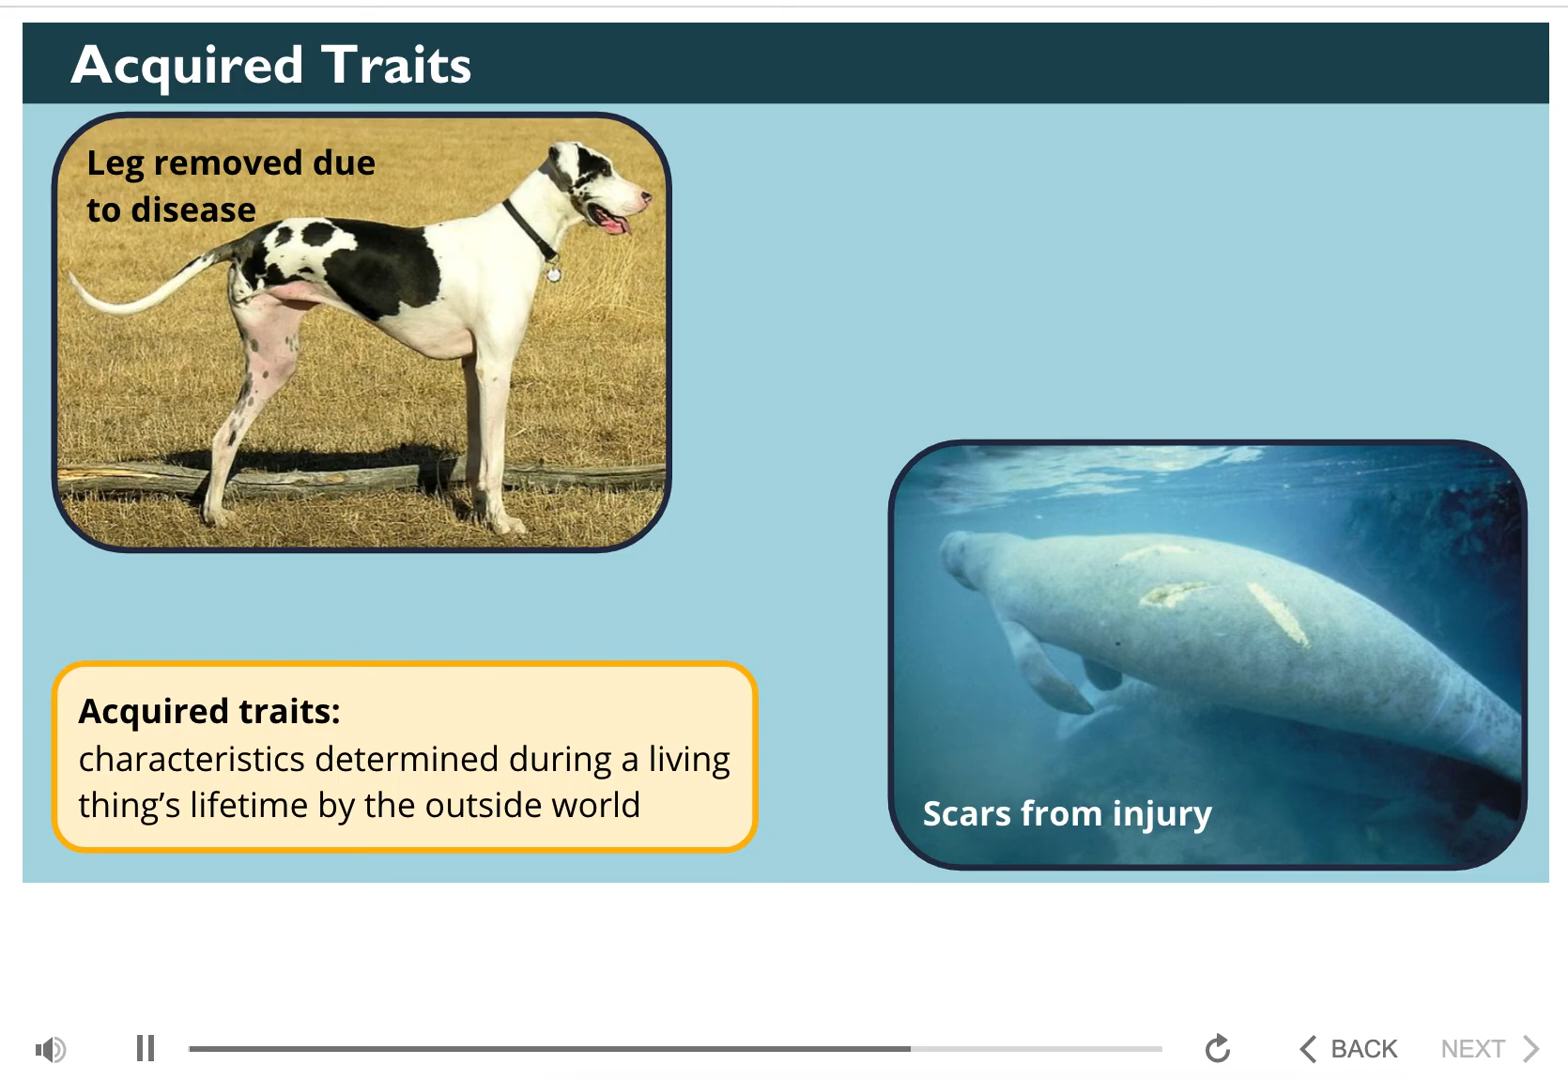 Acquired Traits
Leg removed due
to disease
Acquired traits:
characteristics determined during a living
thing’s lifetime by the outside world
Scars from injury
BACK
NEXT